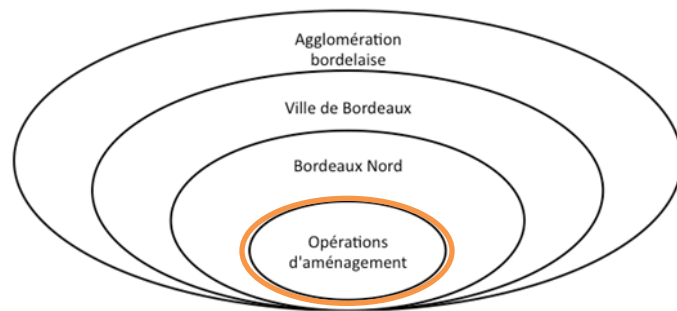 Agglomération
bordelaise
Ville de Bordeaux
Bordeaux Nord
Opérations
d'aménagement